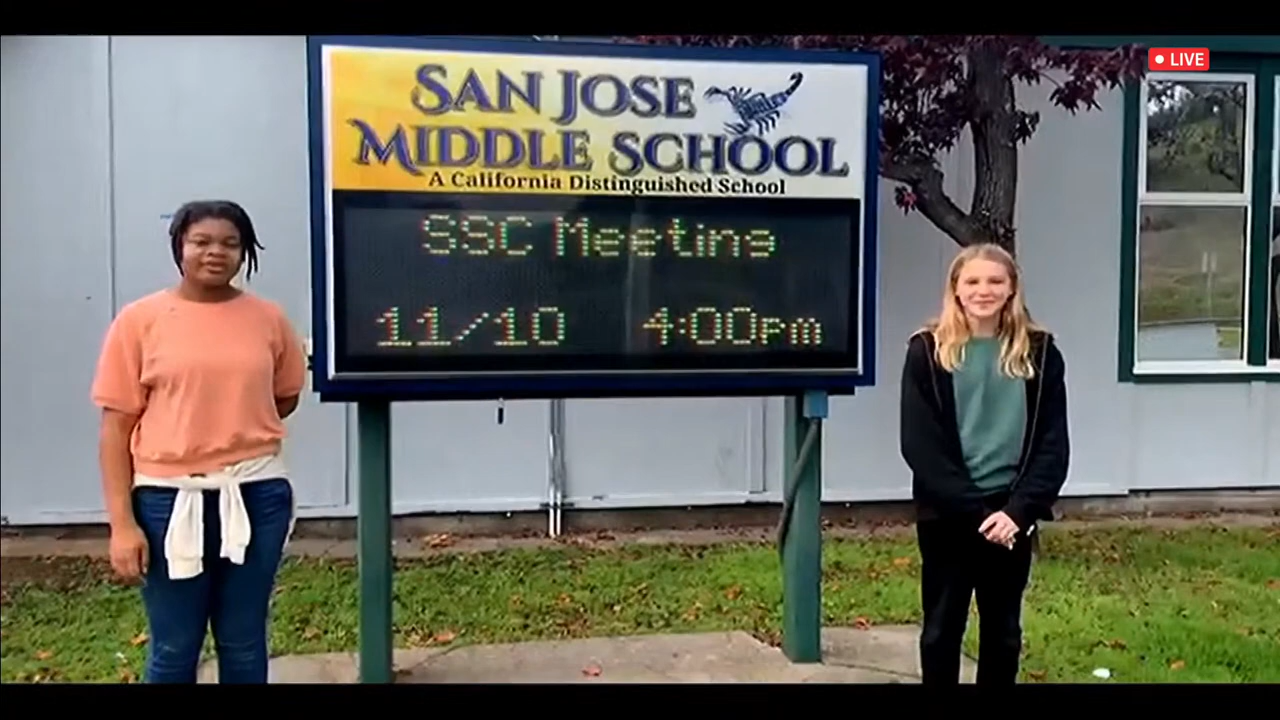 LIVE
SAN JOSE
MIDDLE SCHOOL
A California Distinguished School
SSC Meeting
11/10 4:00pm